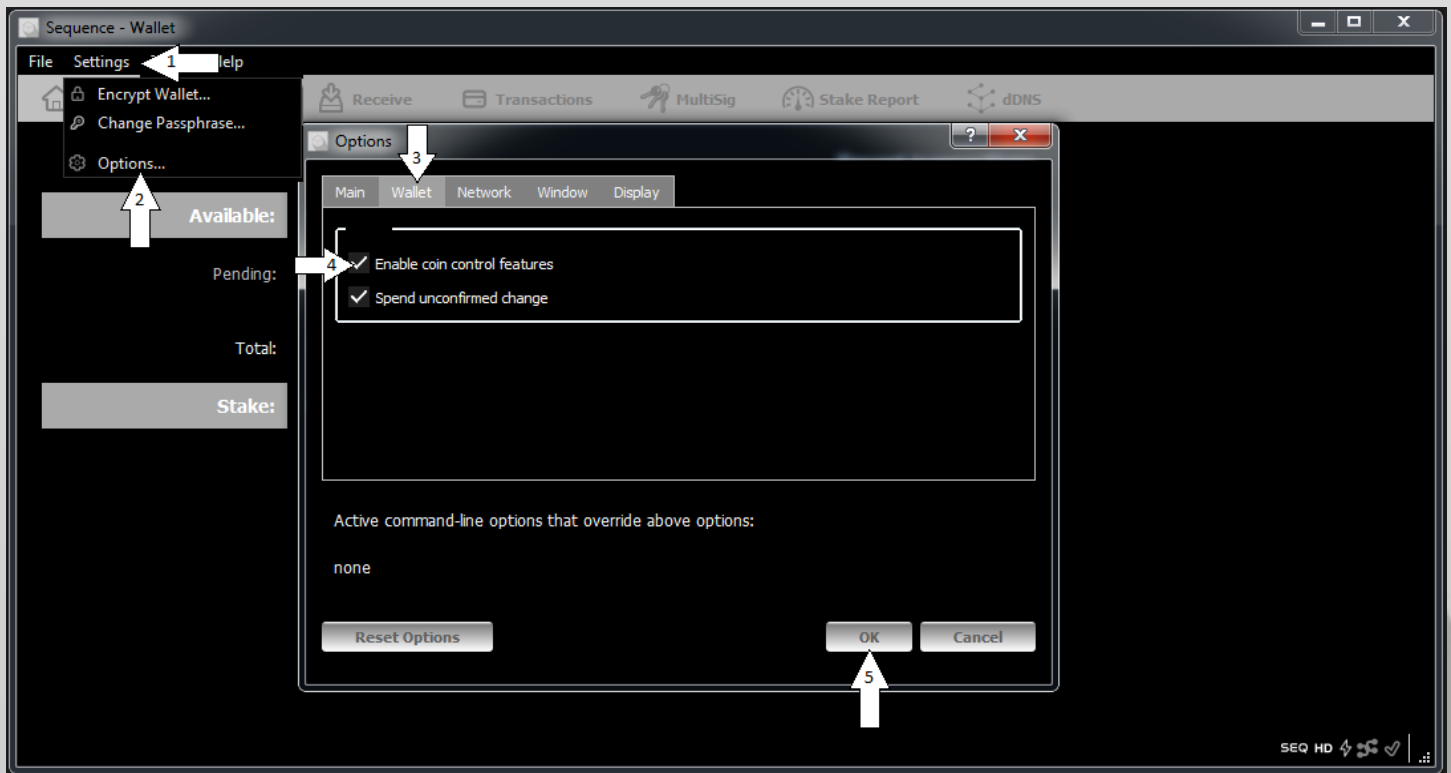 Sequence - Wallet
File Settings 1 Help
Encrypt Wallet...
Change Passphrase...
Options...
2
Receive Transactions MultiSig Stake Report dDNS
Available:
Pending:
Total:
Stake:
Options
3
Main Wallet Network Window Display
4 Enable coin control features
Spend unconfirmed change
Active command-line options that override above options:
none
Reset Options OK Cancel
5
SEQ HD